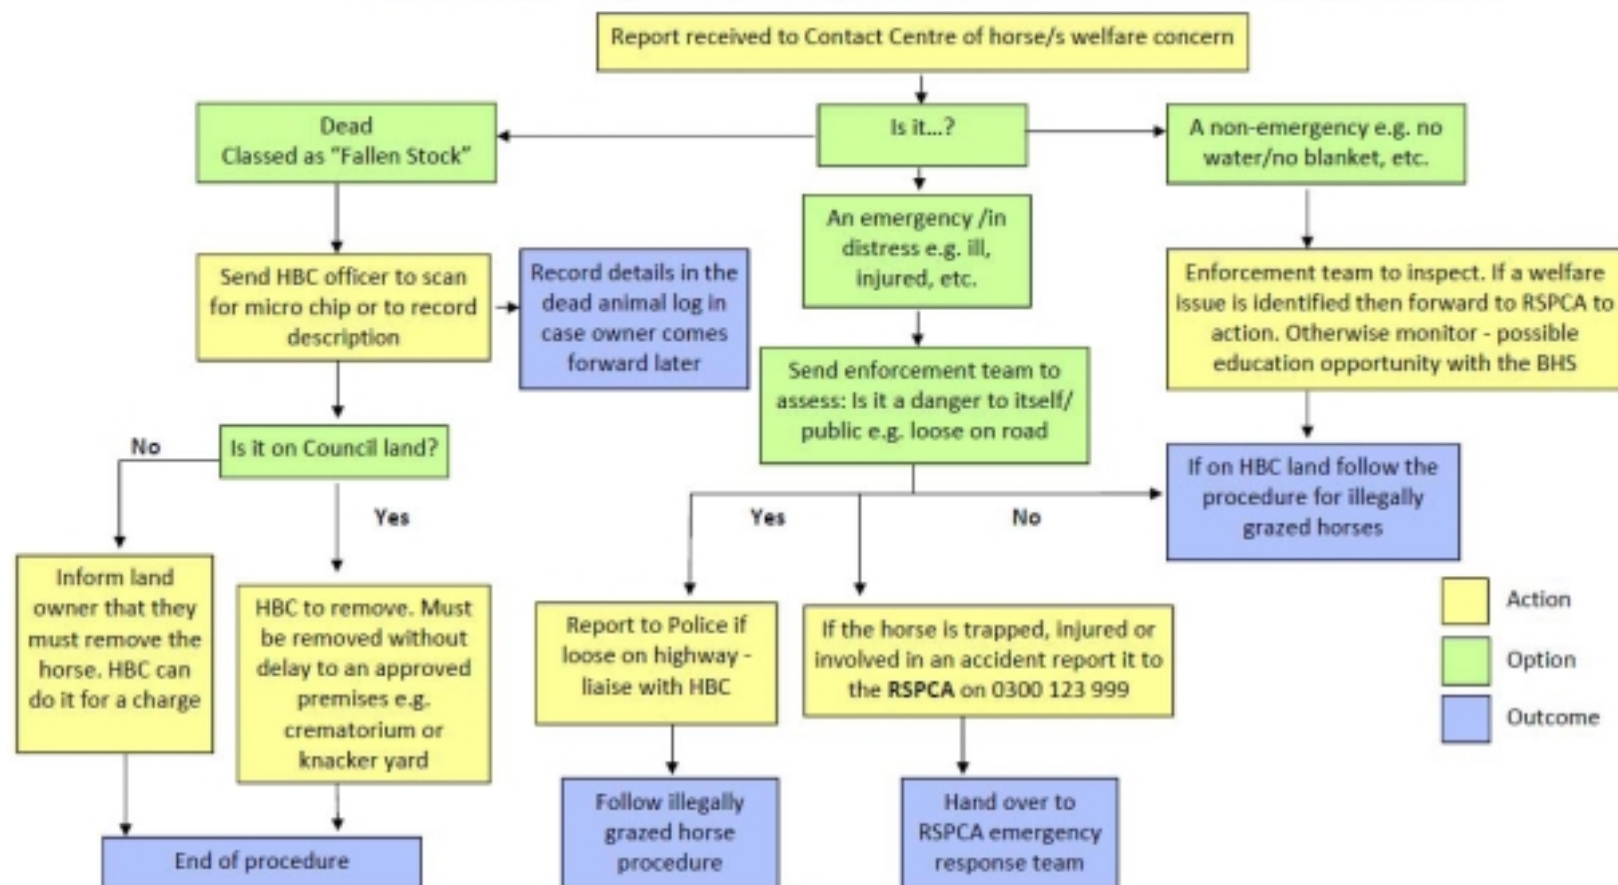 Report received to Contact Centre of horse/s welfare concern
Dead
Classed as "Fallen Stock"
Is it...?
A non-emergency e.g. no
water/no blanket, etc.
An emergency /in
distress e.g. ill,
injured, etc.
Send HBC officer to scan
for micro chip or to record
description
Record details in the
dead animal log in
case owner comes
forward later
Enforcement team to inspect. If a welfare
issue is identified then forward to RSPCA to
action. Otherwise monitor - possible
education opportunity with the BHS
Send enforcement team to
assess: Is it a danger to itself/
public e.g. loose on road
No
Is it on Council land?
Yes
If on HBC land follow the
procedure for illegally
grazed horses
Yes
No
Inform land
owner that they
must remove the
horse. HBC can
do it for a charge
HBC to remove. Must
be removed without
delay to an approved
premises e.g.
crematorium or
knacker yard
Report to Police if
loose on highway -
liaise with HBC
If the horse is trapped, injured or
involved in an accident report it to
the RSPCA on 0300 123 999
Action
Option
Outcome
End of procedure
Follow illegally
grazed horse
procedure
Hand over to
RSPCA emergency
response team